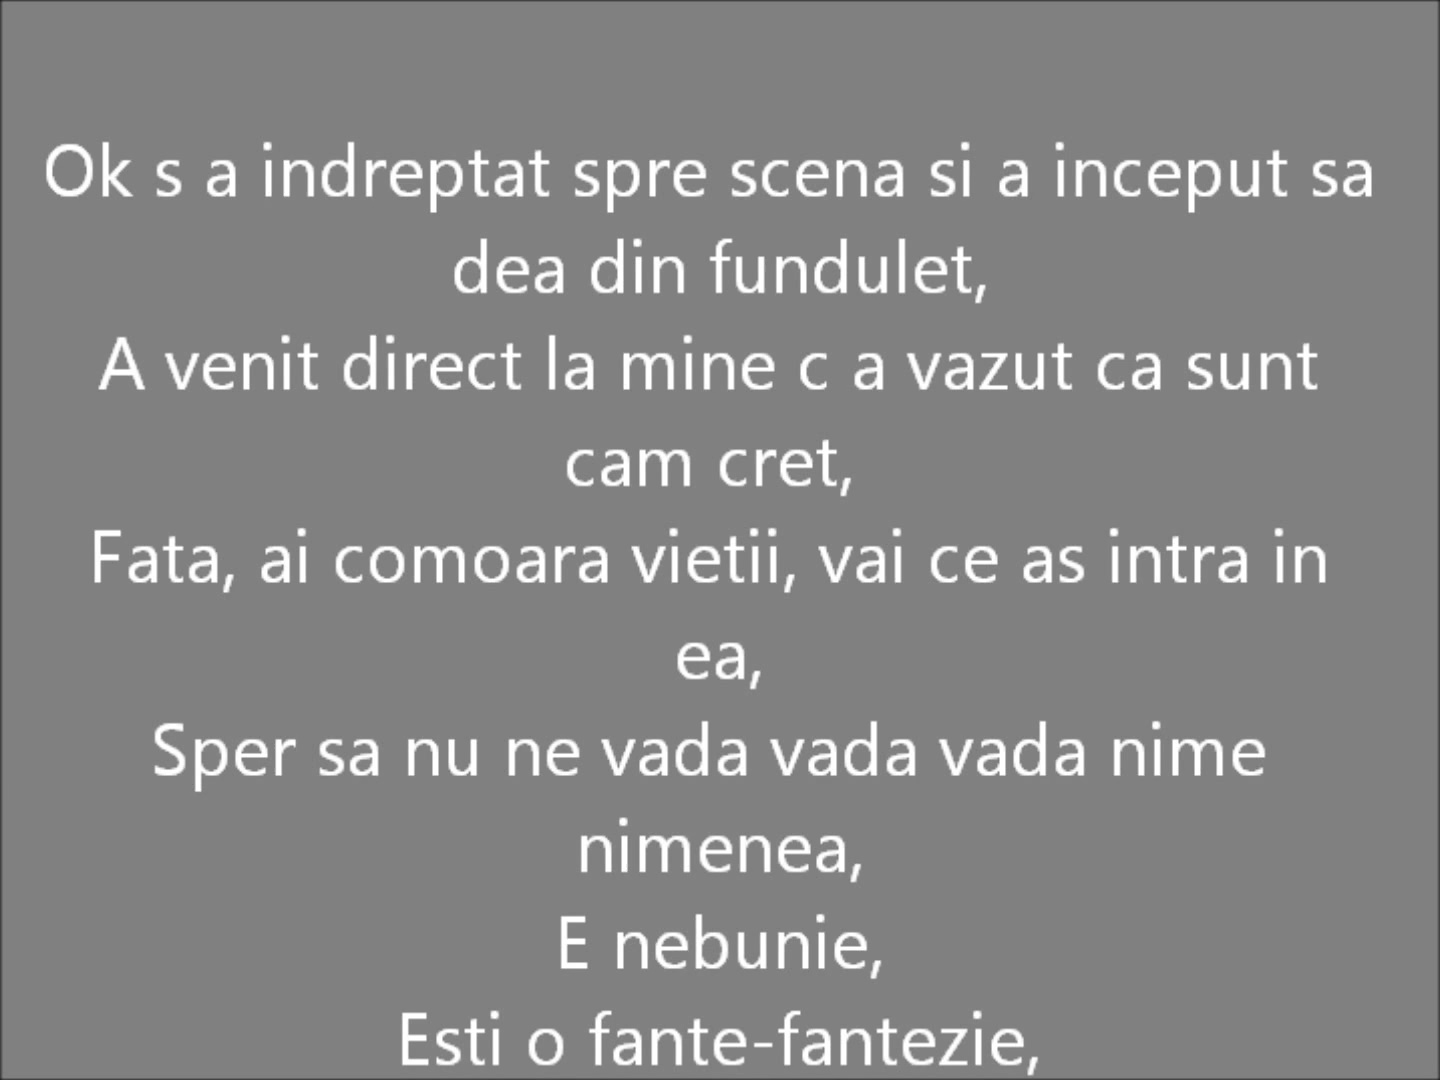 Ok s a indreptat spre scena si a inceput sa
dea din fundulet,
A venit direct la mine c a vazut ca sunt
cam cret,
Fata, ai comoara vietii, vai ce as intra in
ea,
Sper sa nu ne vada vada vada nime
nimenea,
E nebunie,
Esti o fante-fantezie,